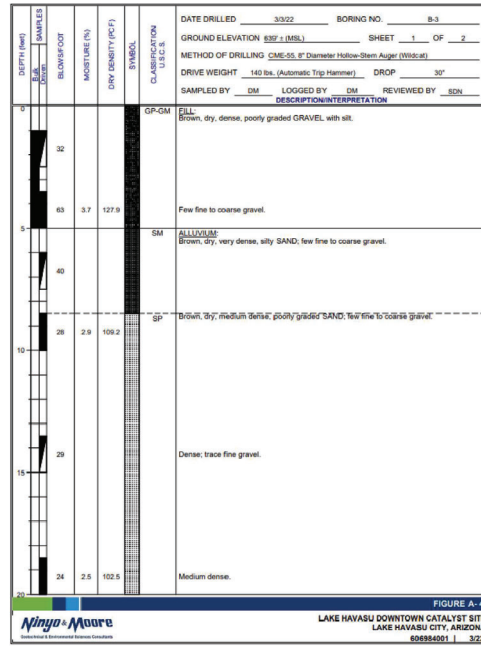 DEPTH (feet)
Bulk
Driven
SAMPLES
BLOWS/FOOT
MOISTURE (%)
DRY DENSITY (PCF)
SYMBOL
CLASSIFICATION
U.S.C.S.
DATE DRILLED 3/3/22 BORING NO. B-3
GROUND ELEVATION 839' ± (MSL) SHEET 1 OF 2
METHOD OF DRILLING CME-55, 8" Diameter Hollow-Stem Auger (Wildcat)
DRIVE WEIGHT 140 lbs. (Automatic Trip Hammer) DROP 30"
SAMPLED BY DM LOGGED BY DM REVIEWED BY SDN
DESCRIPTION/INTERPRETATION
0 GP-GM FILL:
Brown, dry, dense, poorly graded GRAVEL with silt.
32
63 3.7 127.9 Few fine to coarse gravel.
5 SM ALLUVIUM:
Brown, dry, very dense, silty SAND; few fine to coarse gravel.
40
SP Brown, dry, medium dense, poorly graded SAND; few fine to coarse gravel.
28 2.9 109.2
10
29 Dense; trace fine gravel.
15
24 2.5 102.5 Medium dense.
20
FIGURE A-4
Ninyo & Moore
Geotechnical & Environmental Sciences Consultants
LAKE HAVASU DOWNTOWN CATALYST SIT
LAKE HAVASU CITY, ARIZON
606984001 | 3/2